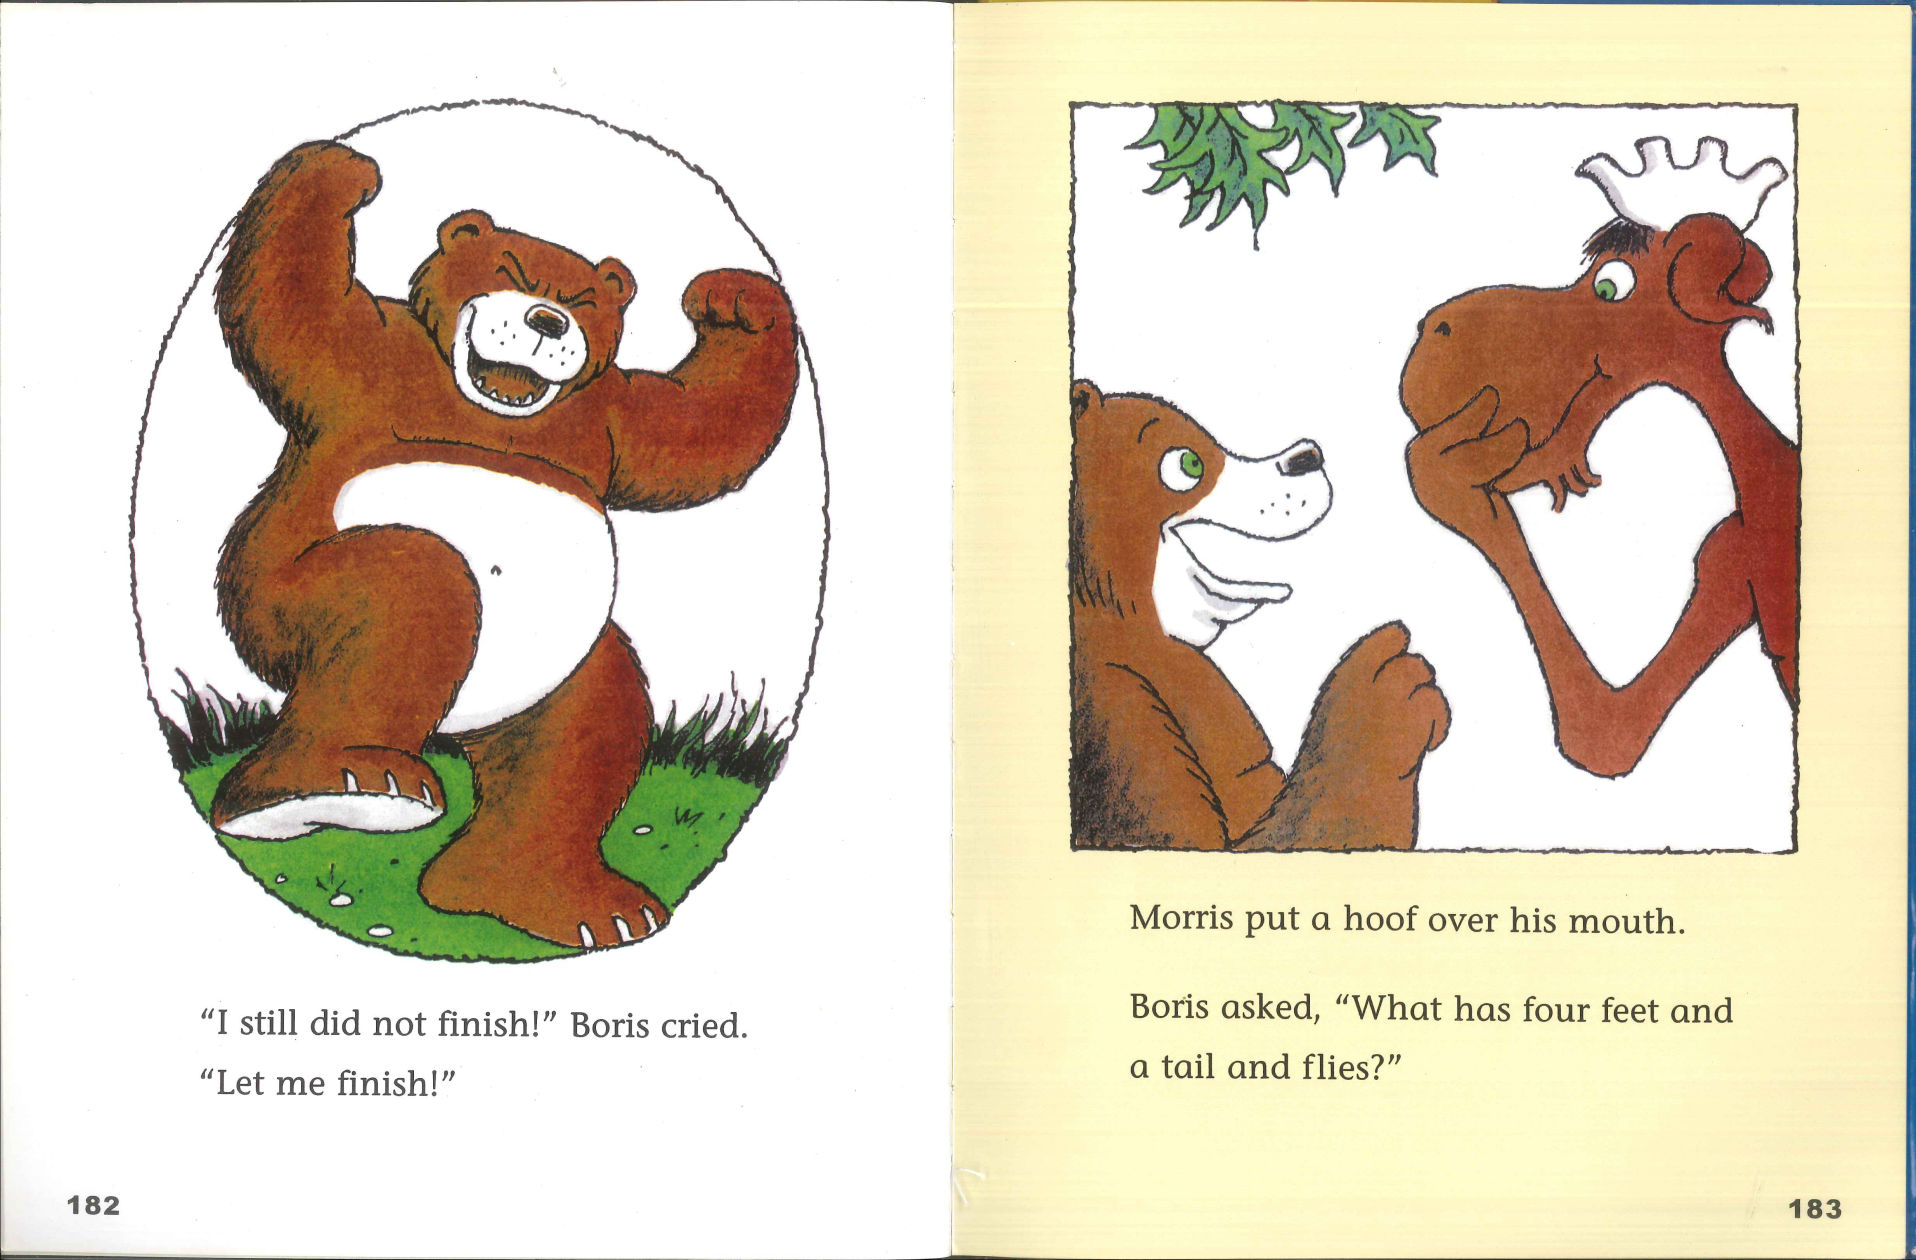 “I still did not finish!” Boris cried.
“Let me finish!”
182
Morris put a hoof over his mouth.
Boris asked, “What has four feet and
a tail and flies?”
183